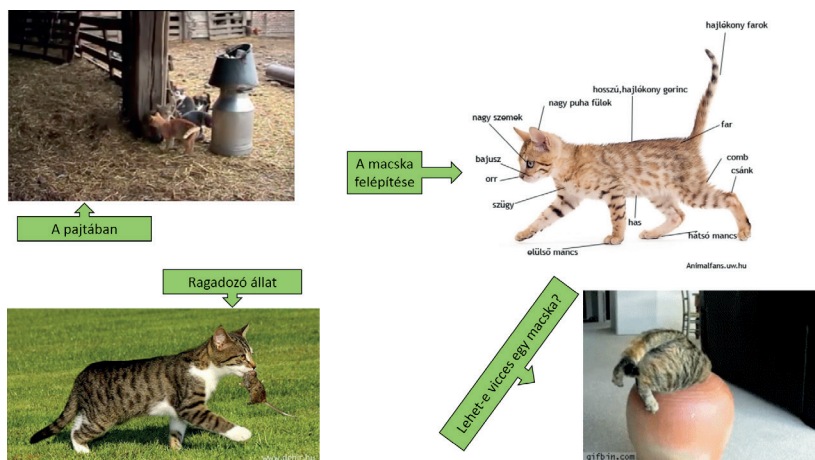 hajlékony farok
hosszú,hajlékony gerinc
nagy puha fülek
nagy szemek
far
A macska
felépítése
bajusz
orr
comb
csánk
szügy
has
hátsó mancs
elülső mancs
A pajtában
Animalfans.uw.hu
Ragadozó állat
Lehet-e vicces egy macska?
gifbin.com